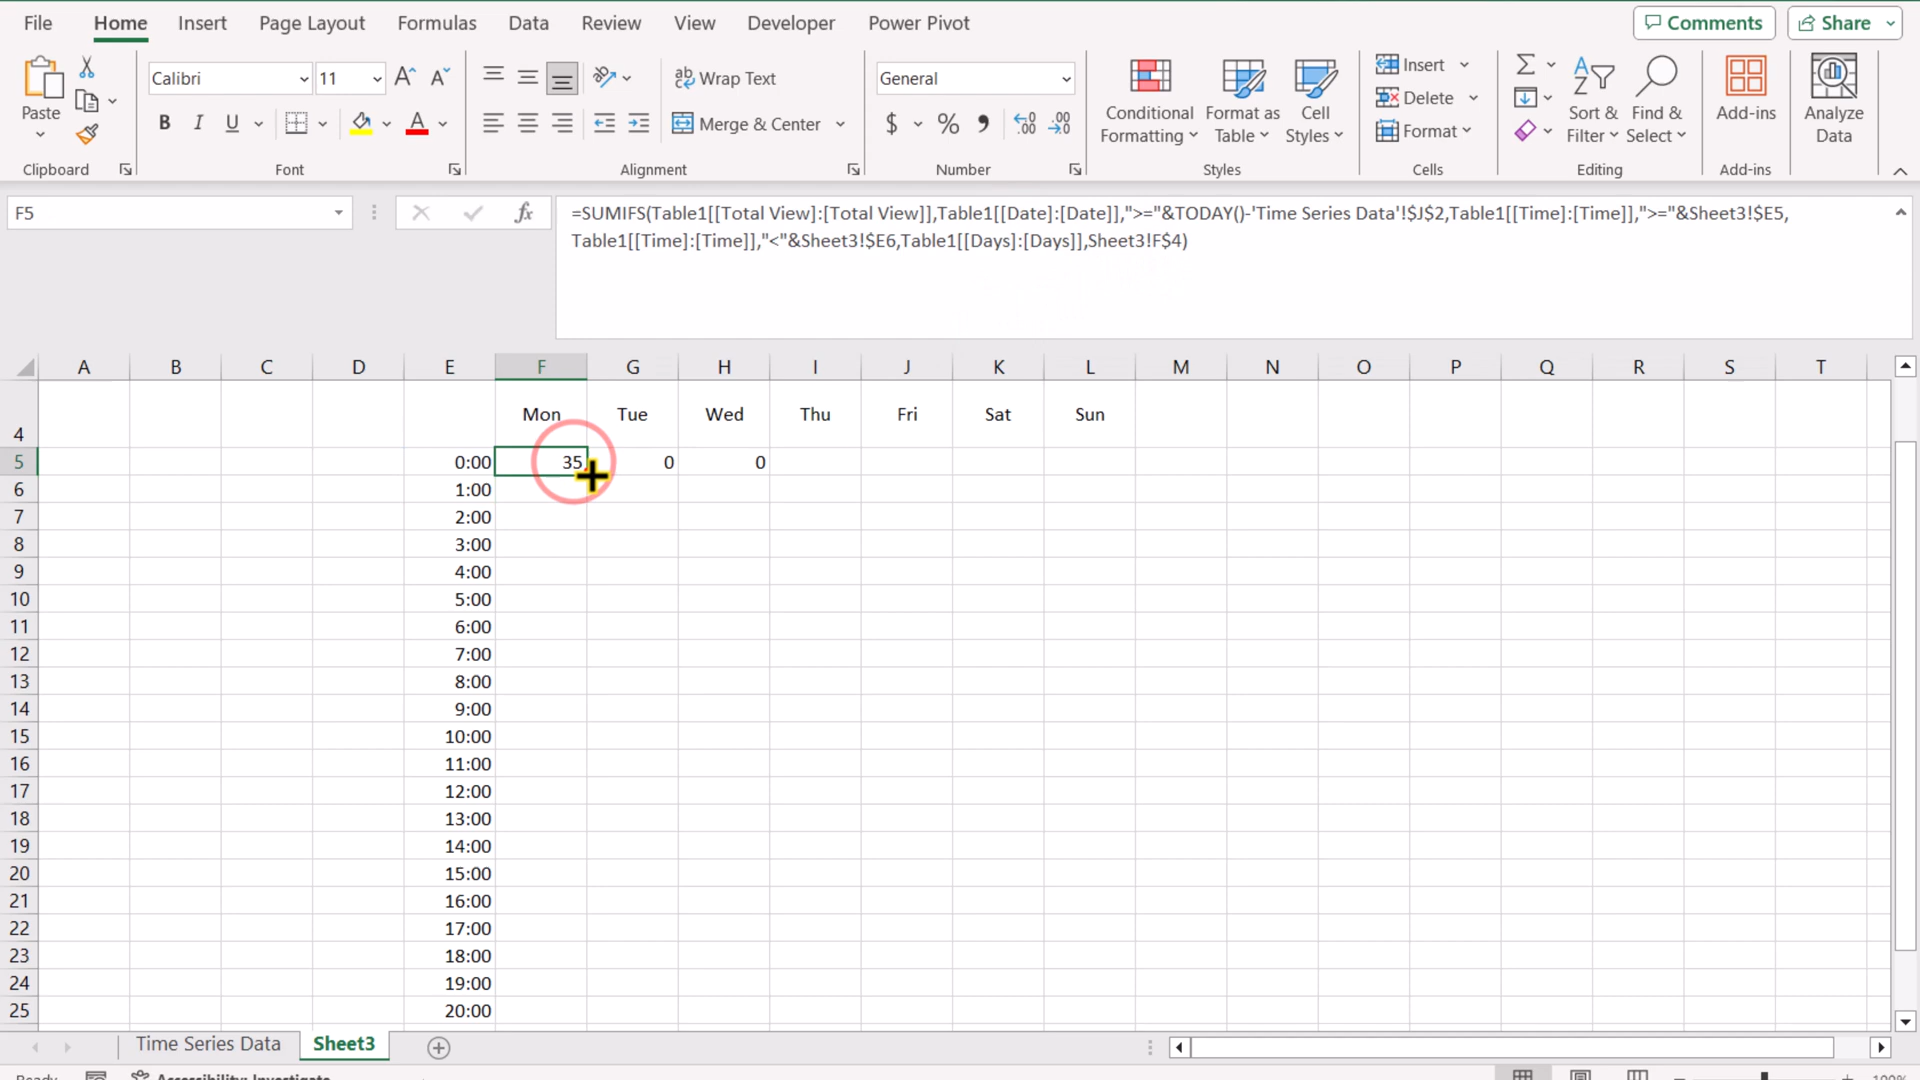 File Home Insert Page Layout Formulas Data Review View Developer Power Pivot Comments Share
Calibri 11 Wrap Text General Insert
Delete
Format
Paste B I U Merge & Center $ % Conditional Formatting Format as Table Cell Styles Sort & Filter Find & Select Add-ins Analyze Data
Clipboard Font Alignment Number Styles Cells Editing Add-ins
F5 fx =SUMIFS(Table1[[Total View]:[Total View]],Table1[[Date]:[Date]],">="&TODAY()-'Time Series Data'!$J$2,Table1[[Time]:[Time]],">="&Sheet3!$E5,
Table1[[Time]:[Time]],"<"&Sheet3!$E6,Table1[[Days]:[Days]],Sheet3!F$4)
A B C D E F G H I J K L M N O P Q R S T
4 Mon Tue Wed Thu Fri Sat Sun
5 0:00 35 0 0
6 1:00
7 2:00
8 3:00
9 4:00
10 5:00
11 6:00
12 7:00
13 8:00
14 9:00
15 10:00
16 11:00
17 12:00
18 13:00
19 14:00
20 15:00
21 16:00
22 17:00
23 18:00
24 19:00
25 20:00
Time Series Data Sheet3
Ready Accessibility: Investigate 100%